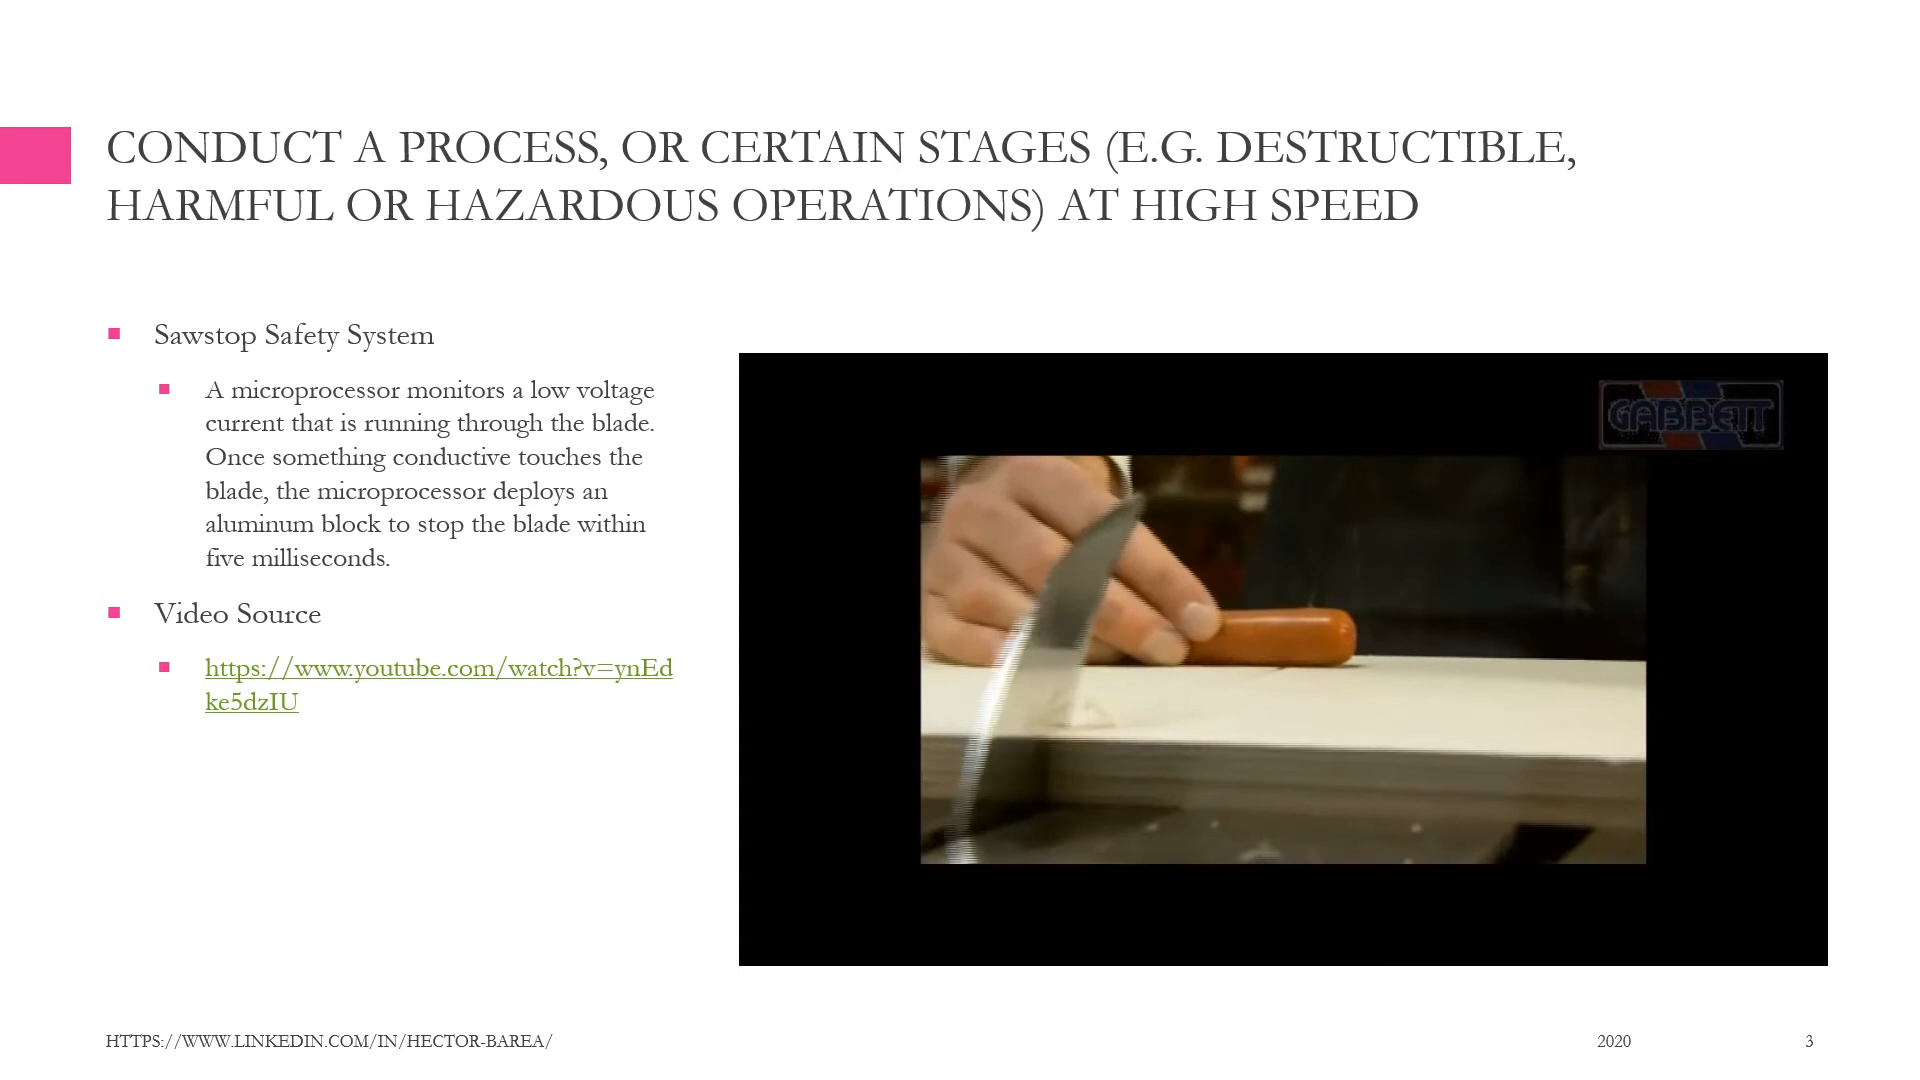 CONDUCT A PROCESS, OR CERTAIN STAGES (E.G. DESTRUCTIBLE,
HARMFUL OR HAZARDOUS OPERATIONS) AT HIGH SPEED
Sawstop Safety System
A microprocessor monitors a low voltage
current that is running through the blade.
Once something conductive touches the
blade, the microprocessor deploys an
aluminum block to stop the blade within
five milliseconds.
Video Source
https://www.youtube.com/watch?v=ynEd
ke5dzIU
GABBETT
HTTPS://WWW.LINKEDIN.COM/IN/HECTOR-BAREA/
2020
3